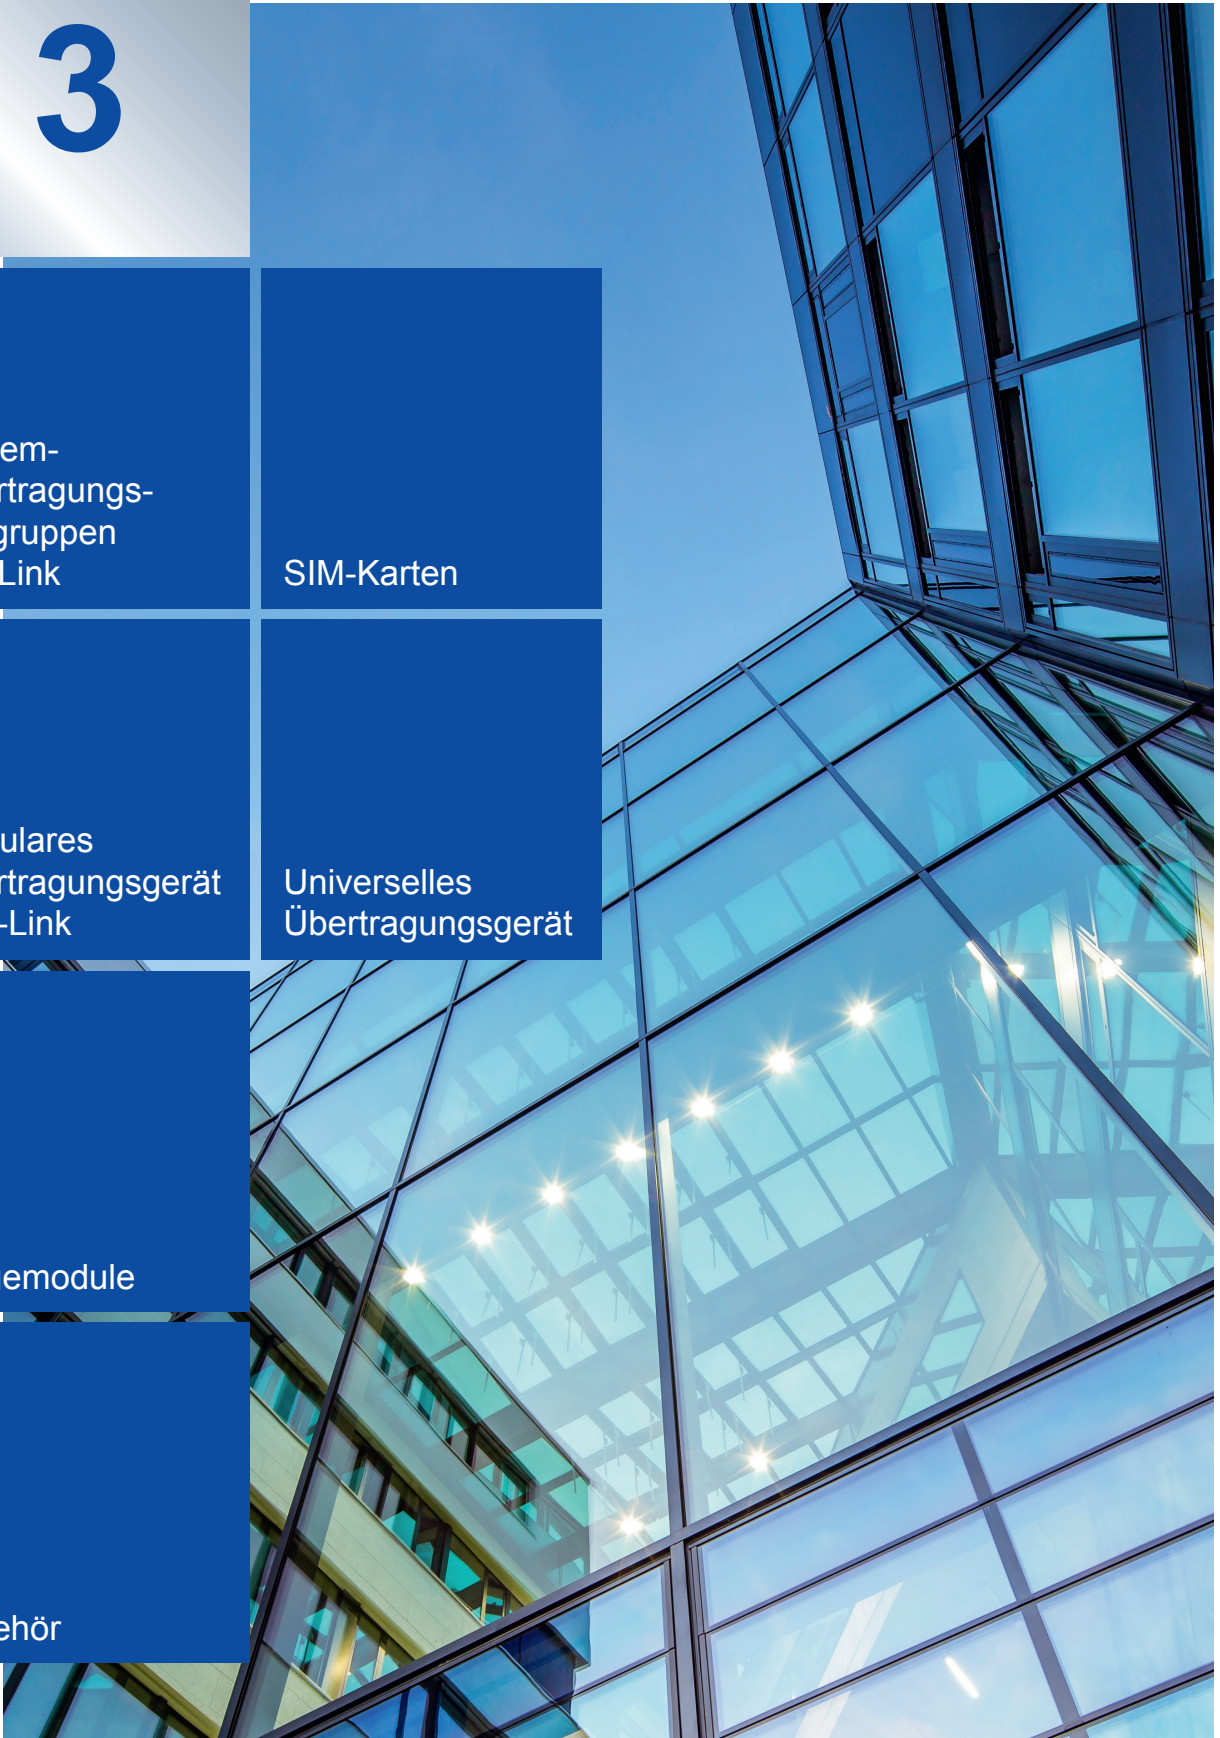 3
em-
rtragungs-
gruppen
Link
SIM-Karten
ulares
rtragungsgerät
-Link
Universelles
Übertragungsgerät
emodule
ehör